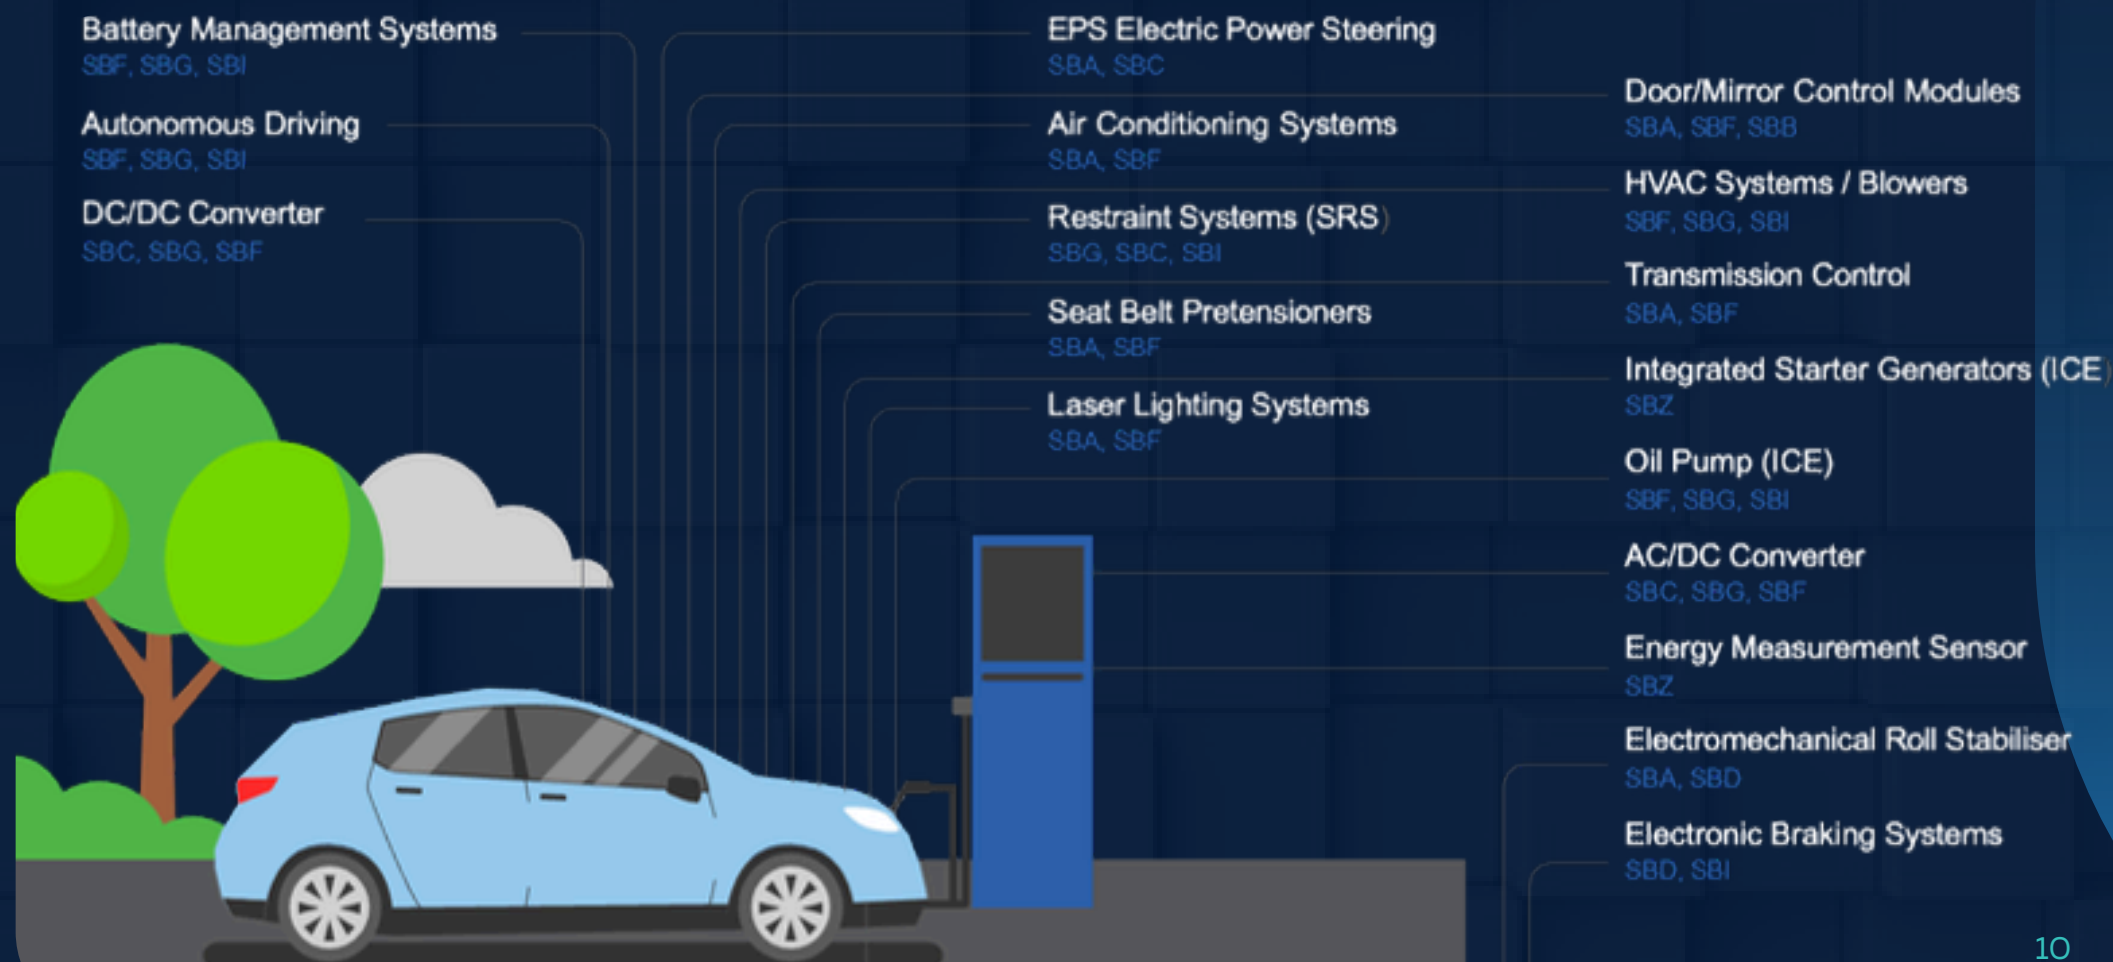 Battery Management Systems
SBF, SBG, SBI
Autonomous Driving
SBF, SBG, SBI
DC/DC Converter
SBC, SBG, SBF
EPS Electric Power Steering
SBA, SBC
Air Conditioning Systems
SBA, SBF
Restraint Systems (SRS)
SBG, SBC, SBI
Seat Belt Pretensioners
SBA, SBF
Laser Lighting Systems
SBA, SBF
Door/Mirror Control Modules
SBA, SBF, SBB
HVAC Systems / Blowers
SBF, SBG, SBI
Transmission Control
SBA, SBF
Integrated Starter Generators (ICE)
SBZ
Oil Pump (ICE)
SBF, SBG, SBI
AC/DC Converter
SBC, SBG, SBF
Energy Measurement Sensor
SBZ
Electromechanical Roll Stabiliser
SBA, SBD
Electronic Braking Systems
SBD, SBI
10